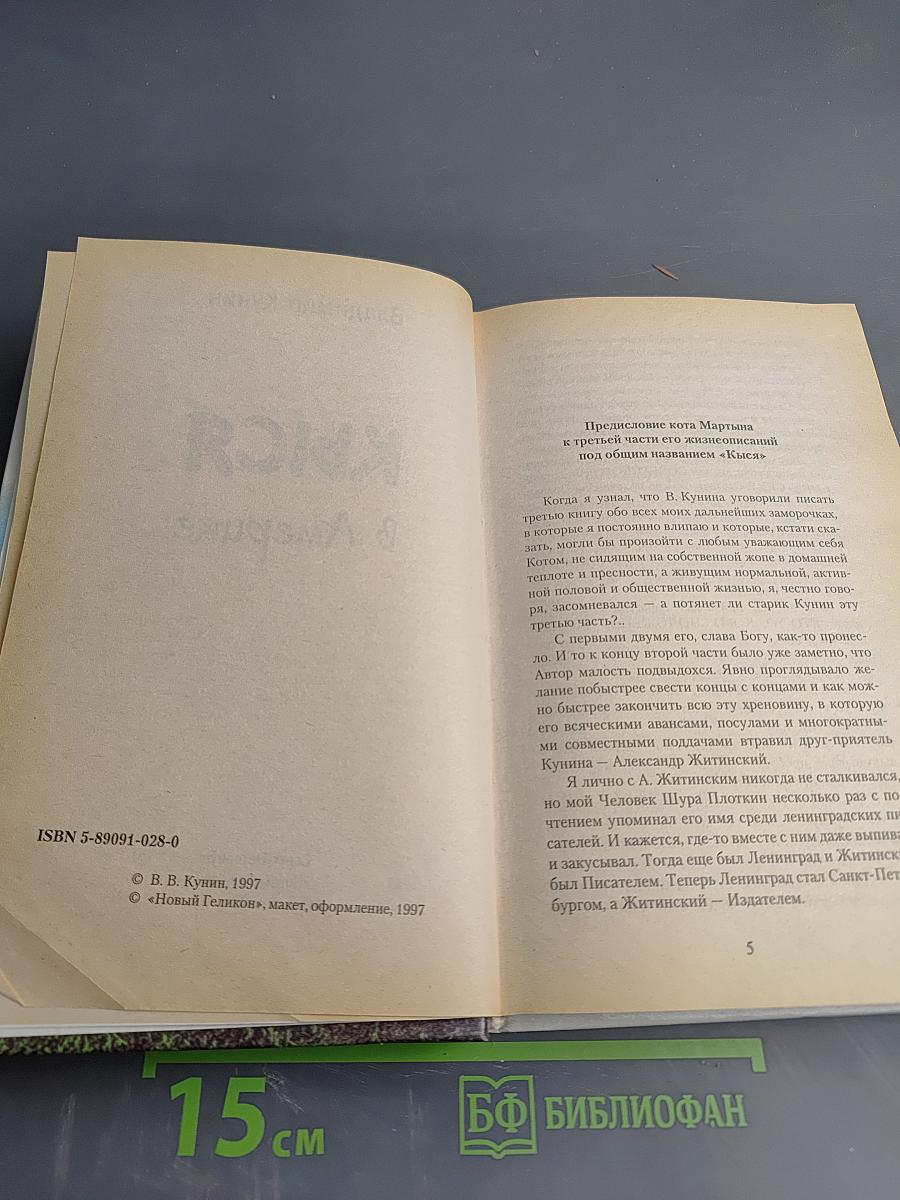 ISBN 5-89091-028-0
© В. В. Кунин, 1997
© «Новый Геликон», макет, оформление, 1997
Предисловие кота Мартына
к третьей части его жизнеописаний
под общим названием «Кыся»
Когда я узнал, что В. Кунина уговорили писать
третью книгу обо всех моих дальнейших заморочках,
в которые я постоянно влипаю и которые, кстати ска-
зать, могли бы произойти с любым уважающим себя
Котом, не сидящим на собственной жопе в домашней
теплоте и пресности, а живущим нормальной, актив-
ной половой и общественной жизнью, я, честно гово-
ря, засомневался — а потянет ли старик Кунин эту
третью часть?..
С первыми двумя его, слава Богу, как-то пронес-
ло. И то к концу второй части было уже заметно, что
Автор малость подвыдохся. Явно проглядывало же-
лание побыстрее свести концы с концами и как мож-
но быстрее закончить всю эту хреновину, в которую
его всяческими авансами, посулами и многократны-
ми совместными поддачами втравил друг-приятель
Кунина — Александр Житинский.
Я лично с А. Житинским никогда не сталкивался,
но мой Человек Шура Плоткин несколько раз с по
чтением упоминал его имя среди ленинградских пи
сателей. И кажется, где-то вместе с ним даже выпива
и закусывал. Тогда еще был Ленинград и Житинск
был Писателем. Теперь Ленинград стал Санкт-Пет
бургом, а Житинский — Издателем.
5
15 см
БФ БИБЛИОФАН